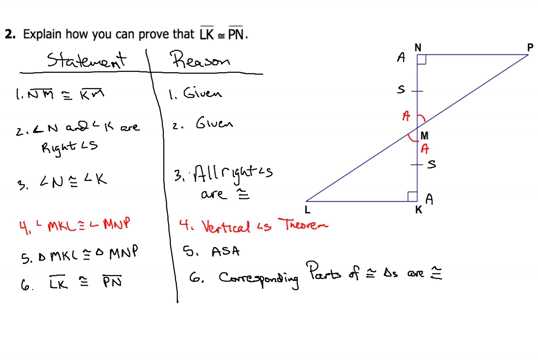 2. Explain how you can prove that LK ≅ PN.
Statement Reason
1. NM ≅ KM 1. Given
2. ∠N and ∠K are Right ∠s 2. Given
3. ∠N ≅ ∠K 3. All right ∠s are ≅
4. ∠MKL ≅ ∠MNP 4. Vertical ∠s Theorem
5. △MKL ≅ △MNP 5. ASA
6. LK ≅ PN 6. Corresponding Parts of ≅ △s are ≅
N P
A
S
A
M
A
S
A
L K